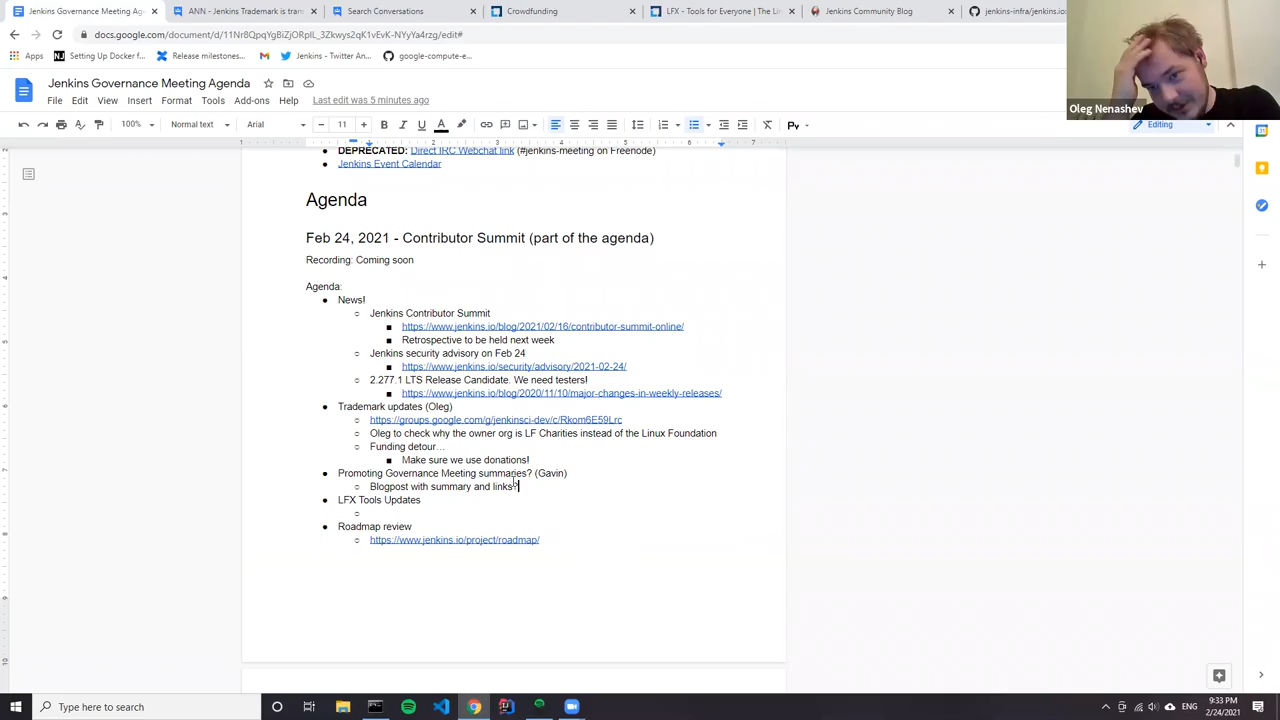 Jenkins Governance Meeting Age
ANN - Jenkins Trademark is tran
Search Conversations
Crowdfunding
LFX - Tools for Everyone | The Lin
Jenkins Community Blog
jenkins-infra/jenkins.io
docs.google.com/document/d/11Nr8QpqYgBiZjORplL_3Zkwys2qK1vEvK-NYyYa4rzg/edit#
Apps
Setting Up Docker f...
Release milestones...
Jenkins - Twitter An...
google-compute-e...
Jenkins Governance Meeting Agenda
File Edit View Insert Format Tools Add-ons Help Last edit was 5 minutes ago
100% Normal text Arial 11 Editing
Oleg Nenashev
DEPRECATED: Direct IRC Webchat link (#jenkins-meeting on Freenode)
Jenkins Event Calendar
Agenda
Feb 24, 2021 - Contributor Summit (part of the agenda)
Recording: Coming soon
Agenda:
News!
Jenkins Contributor Summit
https://www.jenkins.io/blog/2021/02/16/contributor-summit-online/
Retrospective to be held next week
Jenkins security advisory on Feb 24
https://www.jenkins.io/security/advisory/2021-02-24/
2.277.1 LTS Release Candidate. We need testers!
https://www.jenkins.io/blog/2020/11/10/major-changes-in-weekly-releases/
Trademark updates (Oleg)
https://groups.google.com/g/jenkinsci-dev/c/Rkom6E59Lrc
Oleg to check why the owner org is LF Charities instead of the Linux Foundation
Funding detour…
Make sure we use donations!
Promoting Governance Meeting summaries? (Gavin)
Blogpost with summary and links
LFX Tools Updates
Roadmap review
https://www.jenkins.io/project/roadmap/
Type here to search
ENG
9:33 PM
2/24/2021